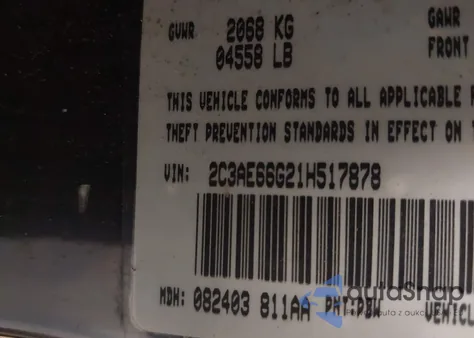 GVWR 2068 KG GAWR
04558 LB FRONT
THIS VEHICLE CONFORMS TO ALL APPLICABLE
THEFT PREVENTION STANDARDS IN EFFECT ON
VIN: 2C3AE66G21H517878
MDH: 082403 811AA
autaShap